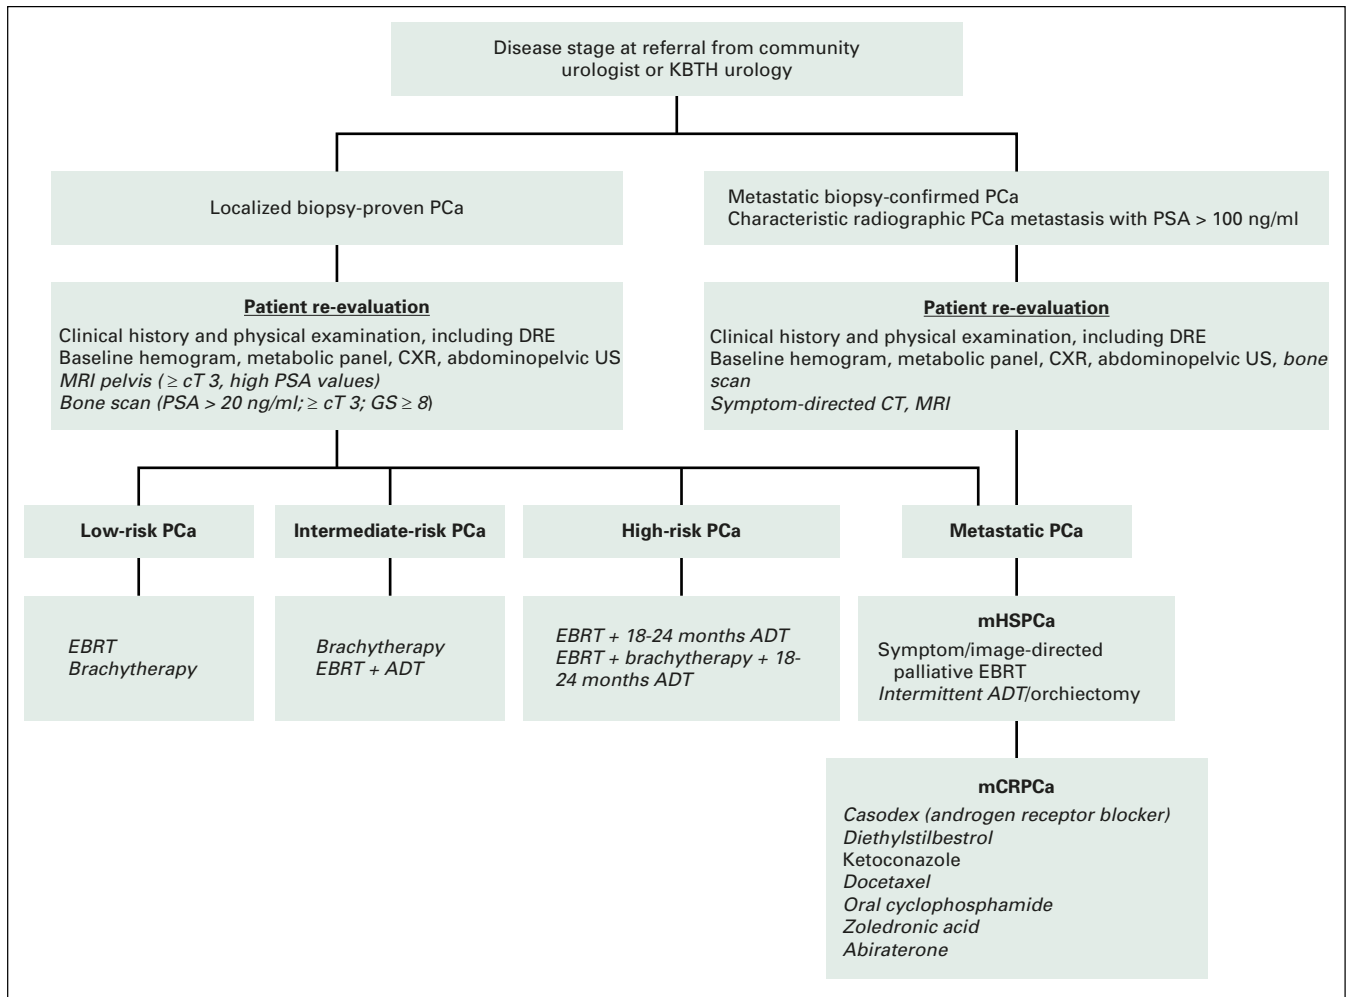 Disease stage at referral from community
urologist or KBTH urology
Localized biopsy-proven PCa
Metastatic biopsy-confirmed PCa
Characteristic radiographic PCa metastasis with PSA > 100 ng/ml
Patient re-evaluation
Clinical history and physical examination, including DRE
Baseline hemogram, metabolic panel, CXR, abdominopelvic US
MRI pelvis (≥ cT 3, high PSA values)
Bone scan (PSA > 20 ng/ml; ≥ cT 3; GS ≥ 8)
Patient re-evaluation
Clinical history and physical examination, including DRE
Baseline hemogram, metabolic panel, CXR, abdominopelvic US, bone
scan
Symptom-directed CT, MRI
Low-risk PCa
Intermediate-risk PCa
High-risk PCa
Metastatic PCa
EBRT
Brachytherapy
Brachytherapy
EBRT + ADT
EBRT + 18-24 months ADT
EBRT + brachytherapy + 18-
24 months ADT
mHSPCa
Symptom/image-directed
palliative EBRT
Intermittent ADT/orchiectomy
mCRPCa
Casodex (androgen receptor blocker)
Diethylstilbestrol
Ketoconazole
Docetaxel
Oral cyclophosphamide
Zoledronic acid
Abiraterone